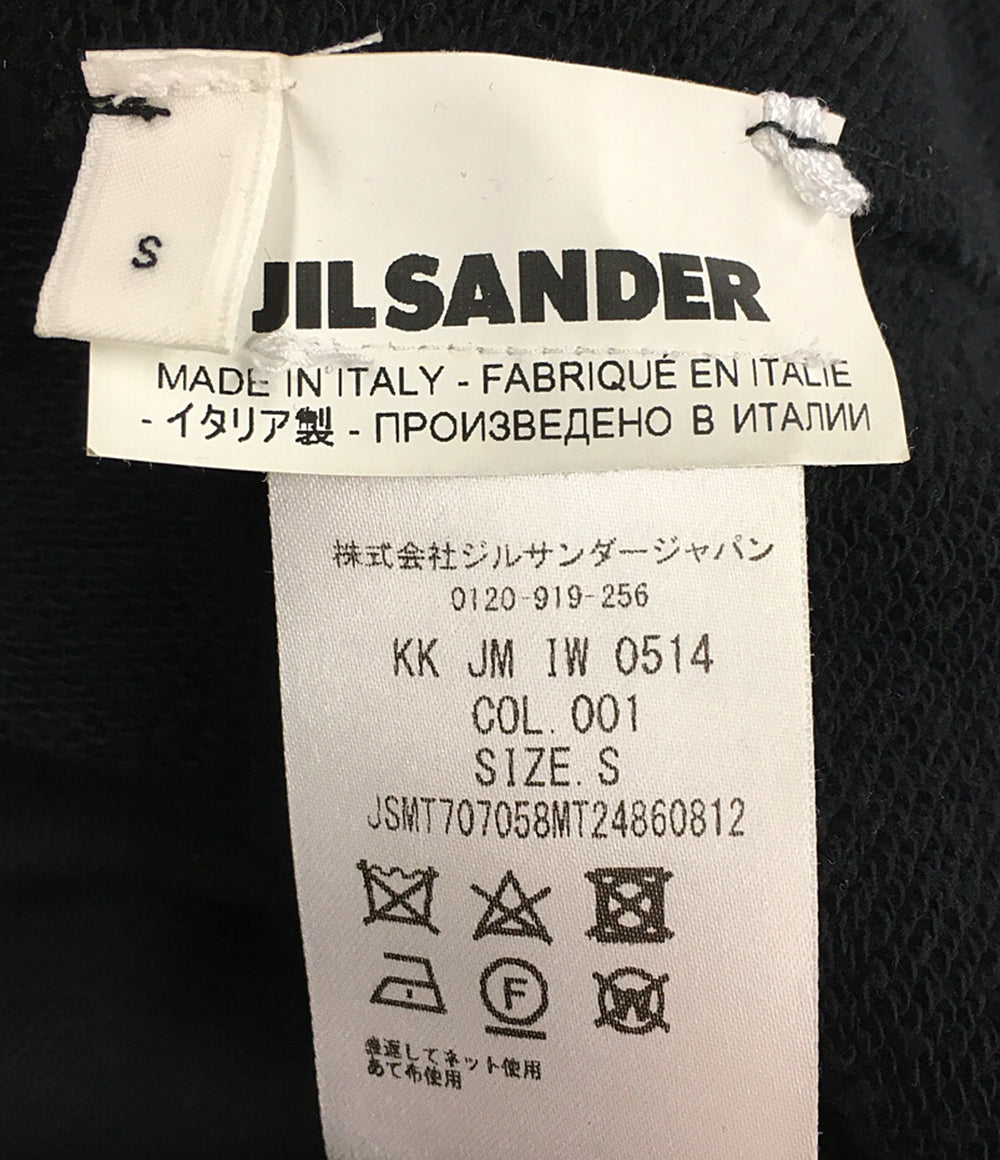 S
JIL SANDER
MADE IN ITALY - FABRIQUÉ EN ITALIE
- イタリア製 - ПРОИЗВЕДЕНО В ИТАЛИИ
株式会社ジルサンダージャパン
0120-919-256
KK JM IW 0514
COL. 001
SIZE. S
JSMT707058MT24860812
F
W
裏返してネット使用
あて布使用